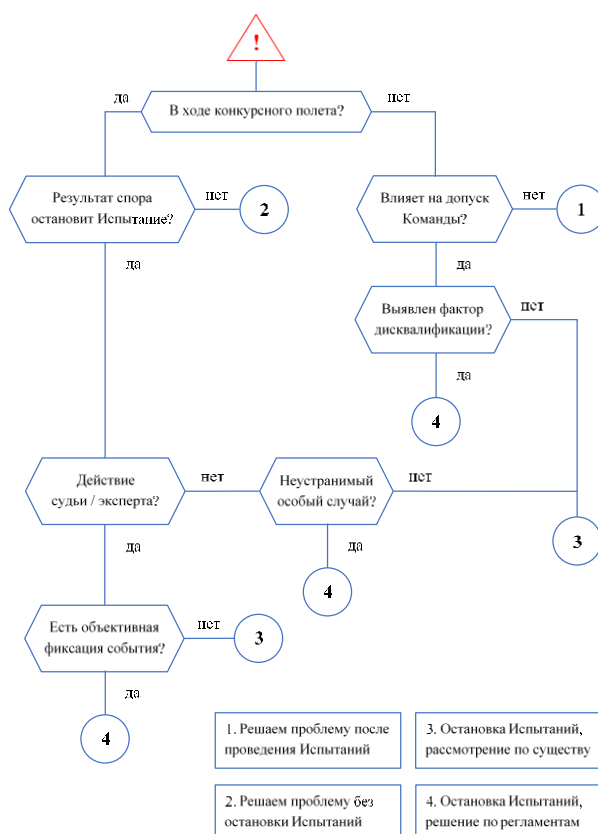 !
В ходе конкурсного полета?
да
нет
Результат спора
остановит Испытание?
нет
2
да
Влияет на допуск
Команды?
нет
1
да
Выявлен фактор
дисквалификации?
нет
да
4
Действие
судьи / эксперта?
нет
Неустранимый
особый случай?
нет
3
да
да
4
Есть объективная
фиксация события?
нет
3
да
4
1. Решаем проблему после
проведения Испытаний
3. Остановка Испытаний,
рассмотрение по существу
2. Решаем проблему без
остановки Испытаний
4. Остановка Испытаний,
решение по регламентам